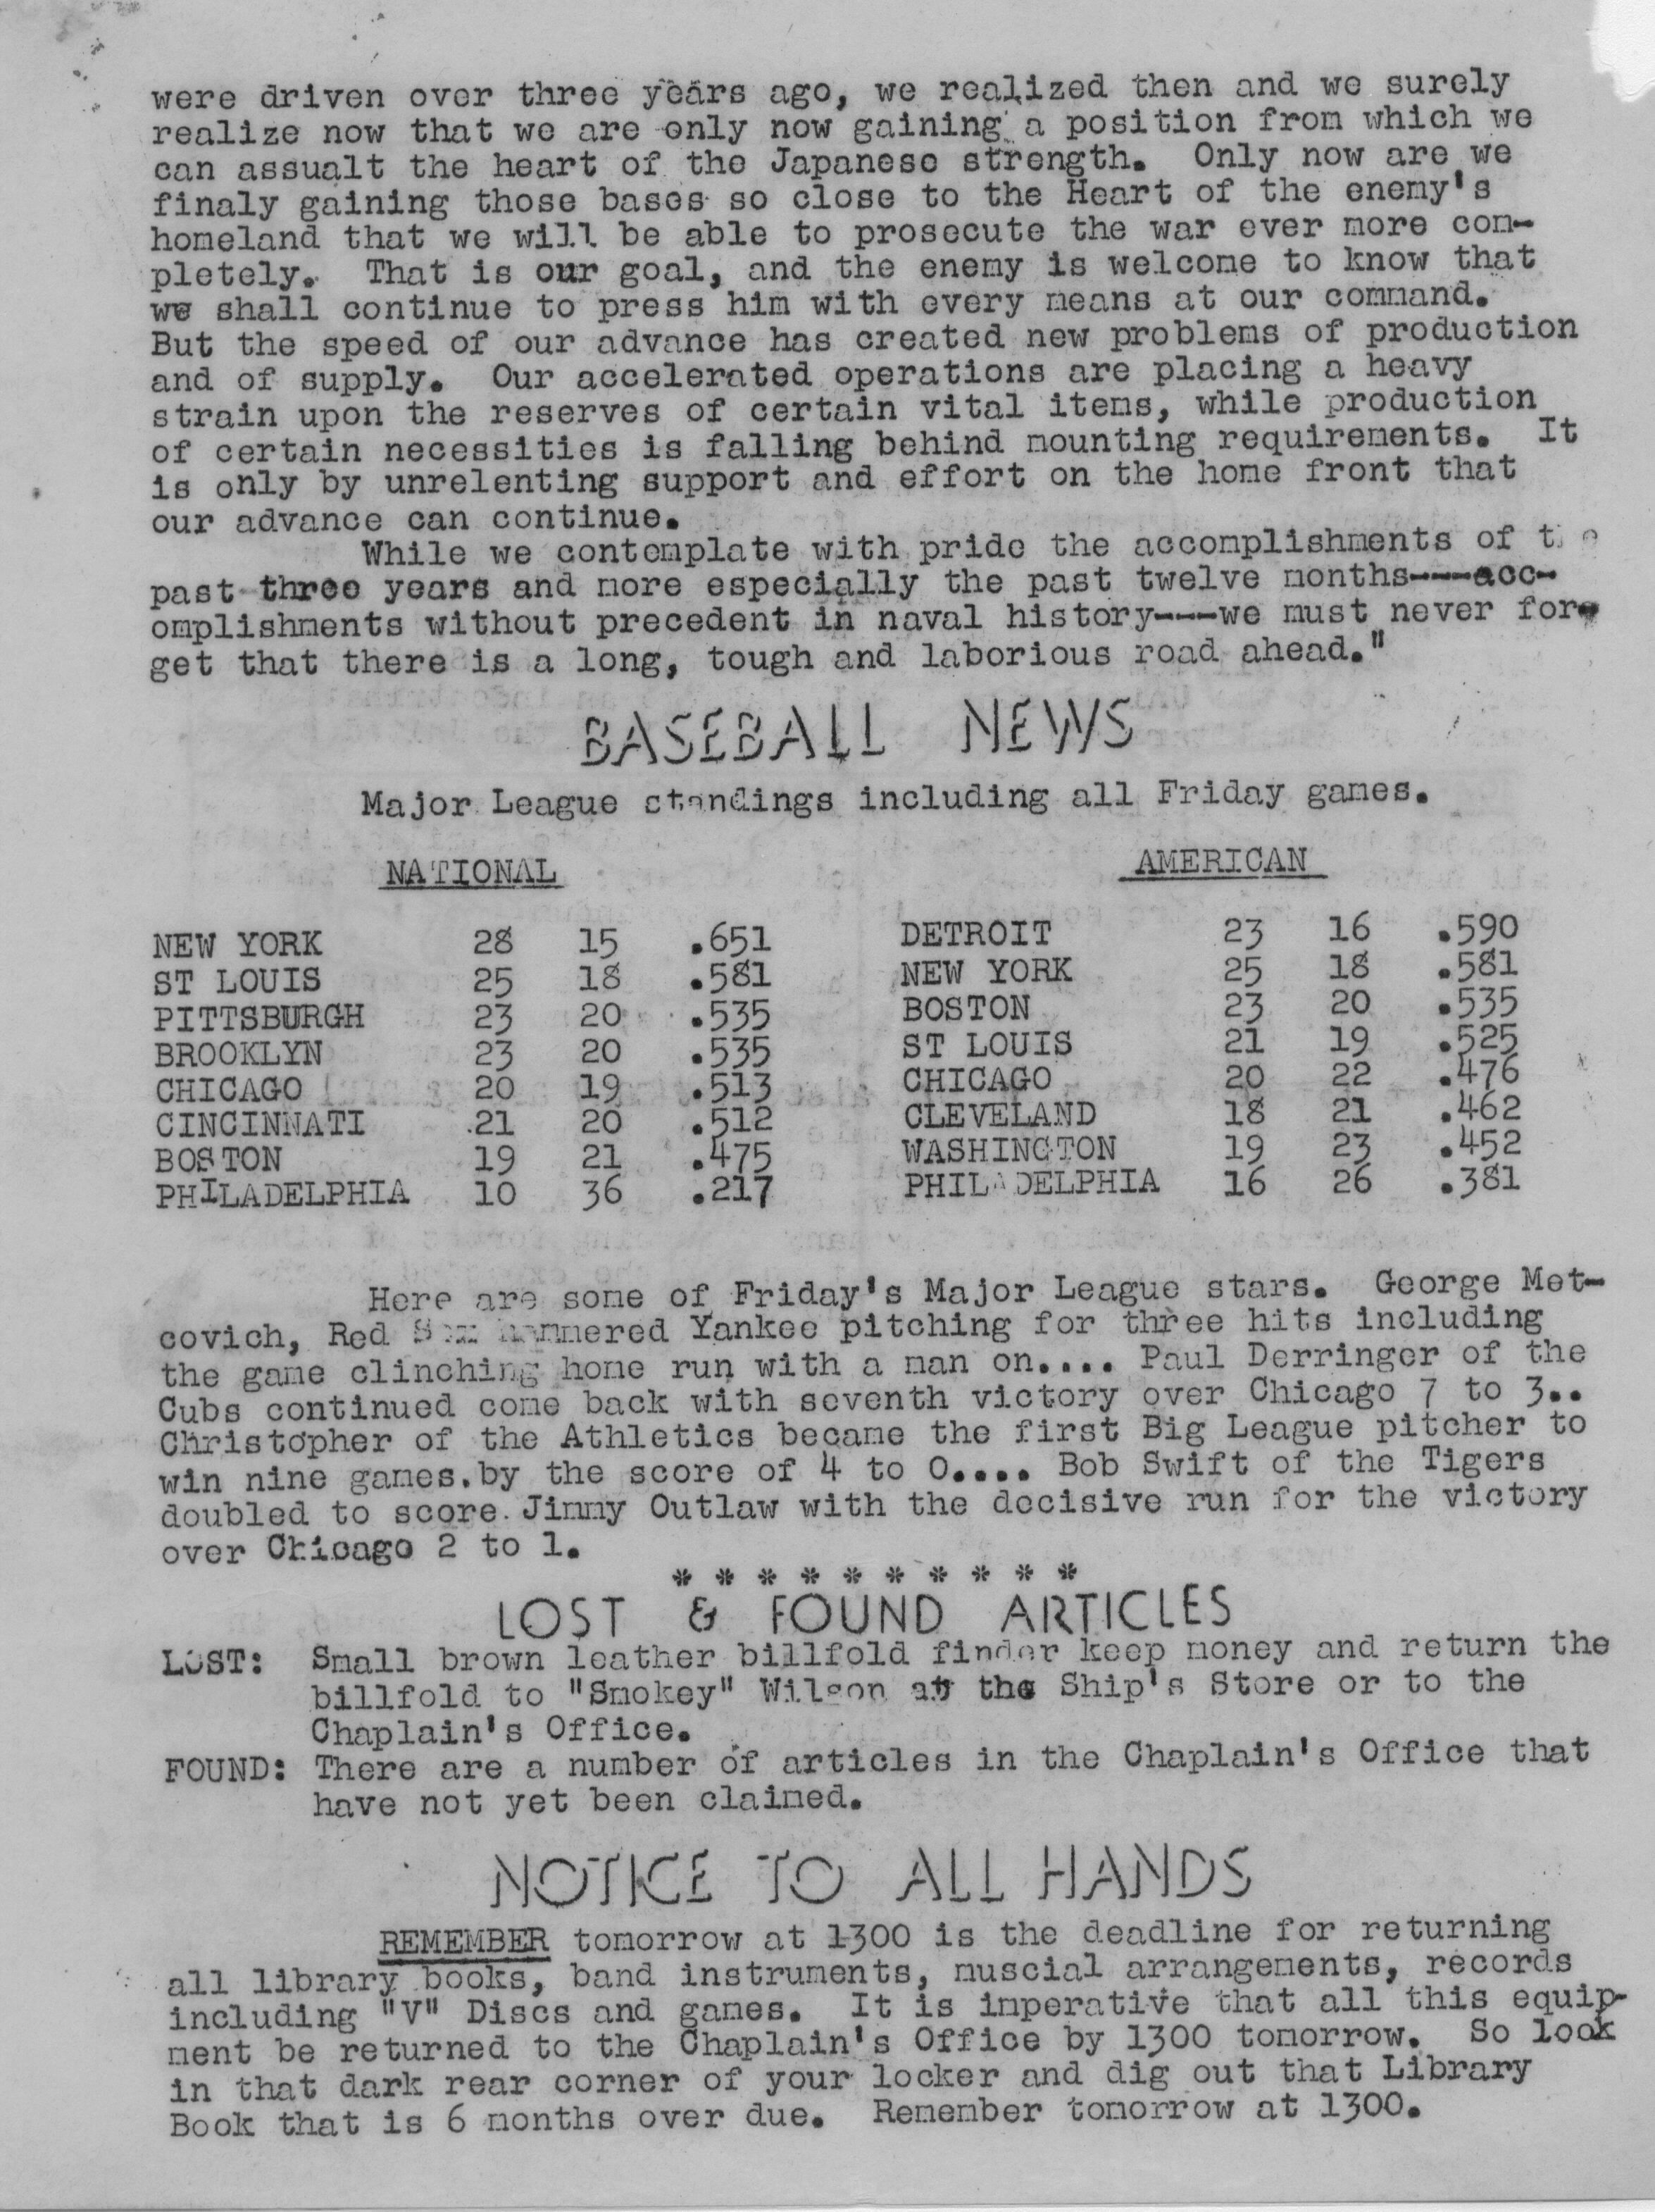 were driven over three years ago, we realized then and we surely
realize now that we are only now gaining a position from which we
can assualt the heart of the Japanese strength. Only now are we
finaly gaining those bases so close to the Heart of the enemy's
homeland that we will be able to prosecute the war ever more com-
pletely. That is our goal, and the enemy is welcome to know that
we shall continue to press him with every means at our command.
But the speed of our advance has created new problems of production
and of supply. Our accelerated operations are placing a heavy
strain upon the reserves of certain vital items, while production
of certain necessities is falling behind mounting requirements. It
is only by unrelenting support and effort on the home front that
our advance can continue.
While we contemplate with pride the accomplishments of the
past three years and more especially the past twelve months---acc-
omplishments without precedent in naval history---we must never for-
get that there is a long, tough and laborious road ahead."
BASEBALL NEWS
Major League standings including all Friday games.
NATIONAL AMERICAN
NEW YORK 28 15 .651 DETROIT 23 16 .590
ST LOUIS 25 18 .581 NEW YORK 25 18 .581
PITTSBURGH 23 20 .535 BOSTON 23 20 .535
BROOKLYN 23 20 .535 ST LOUIS 21 19 .525
CHICAGO 20 19 .513 CHICAGO 20 22 .476
CINCINNATI 21 20 .512 CLEVELAND 18 21 .462
BOSTON 19 21 .475 WASHINGTON 19 23 .452
PHILADELPHIA 10 36 .217 PHILADELPHIA 16 26 .381
Here are some of Friday's Major League stars. George Met-
covich, Red Sox hammered Yankee pitching for three hits including
the game clinching home run with a man on.... Paul Derringer of the
Cubs continued come back with seventh victory over Chicago 7 to 3..
Christopher of the Athletics became the first Big League pitcher to
win nine games.by the score of 4 to 0.... Bob Swift of the Tigers
doubled to score Jimmy Outlaw with the decisive run for the victory
over Chicago 2 to 1.
* * * * * * * * * *
LOST & FOUND ARTICLES
LOST: Small brown leather billfold finder keep money and return the
billfold to "Smokey" Wilson at the Ship's Store or to the
Chaplain's Office.
FOUND: There are a number of articles in the Chaplain's Office that
have not yet been claimed.
NOTICE TO ALL HANDS
REMEMBER tomorrow at 1300 is the deadline for returning
all library books, band instruments, muscial arrangements, records
including "V" Discs and games. It is imperative that all this equip-
ment be returned to the Chaplain's Office by 1300 tomorrow. So look
in that dark rear corner of your locker and dig out that Library
Book that is 6 months over due. Remember tomorrow at 1300.